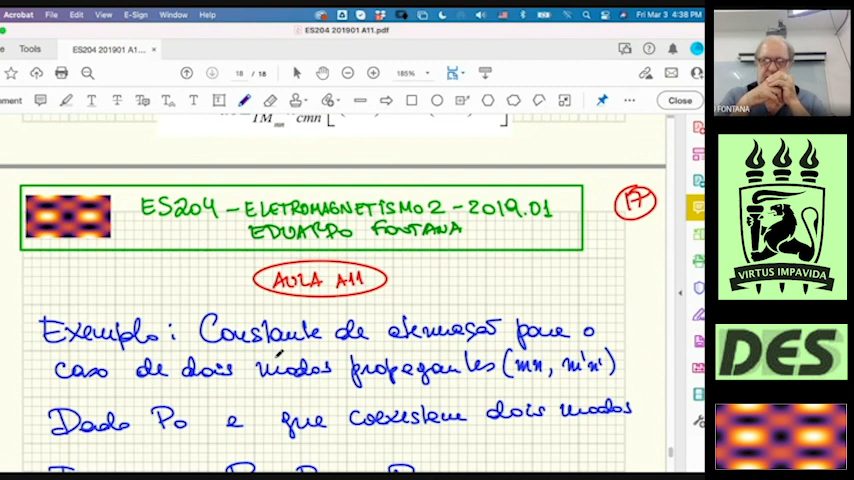 Acrobat File Edit View E-Sign Window Help
Fri Mar 3 4:38 PM
ES204 201901 A11.pdf
Tools
ES204 201901 A1... ×
18 / 18
185%
Close
FONTANA
ES204 - ELETROMAGNETISMO 2 - 2019.01
EDUARDO FONTANA
17
AULA A11
Exemplo: Constante de atenuação para o
caso de dois modos propagantes (mn, m'n')
Dado Po e que coexistem dois modos
VIRTUS IMPAVIDA
DES